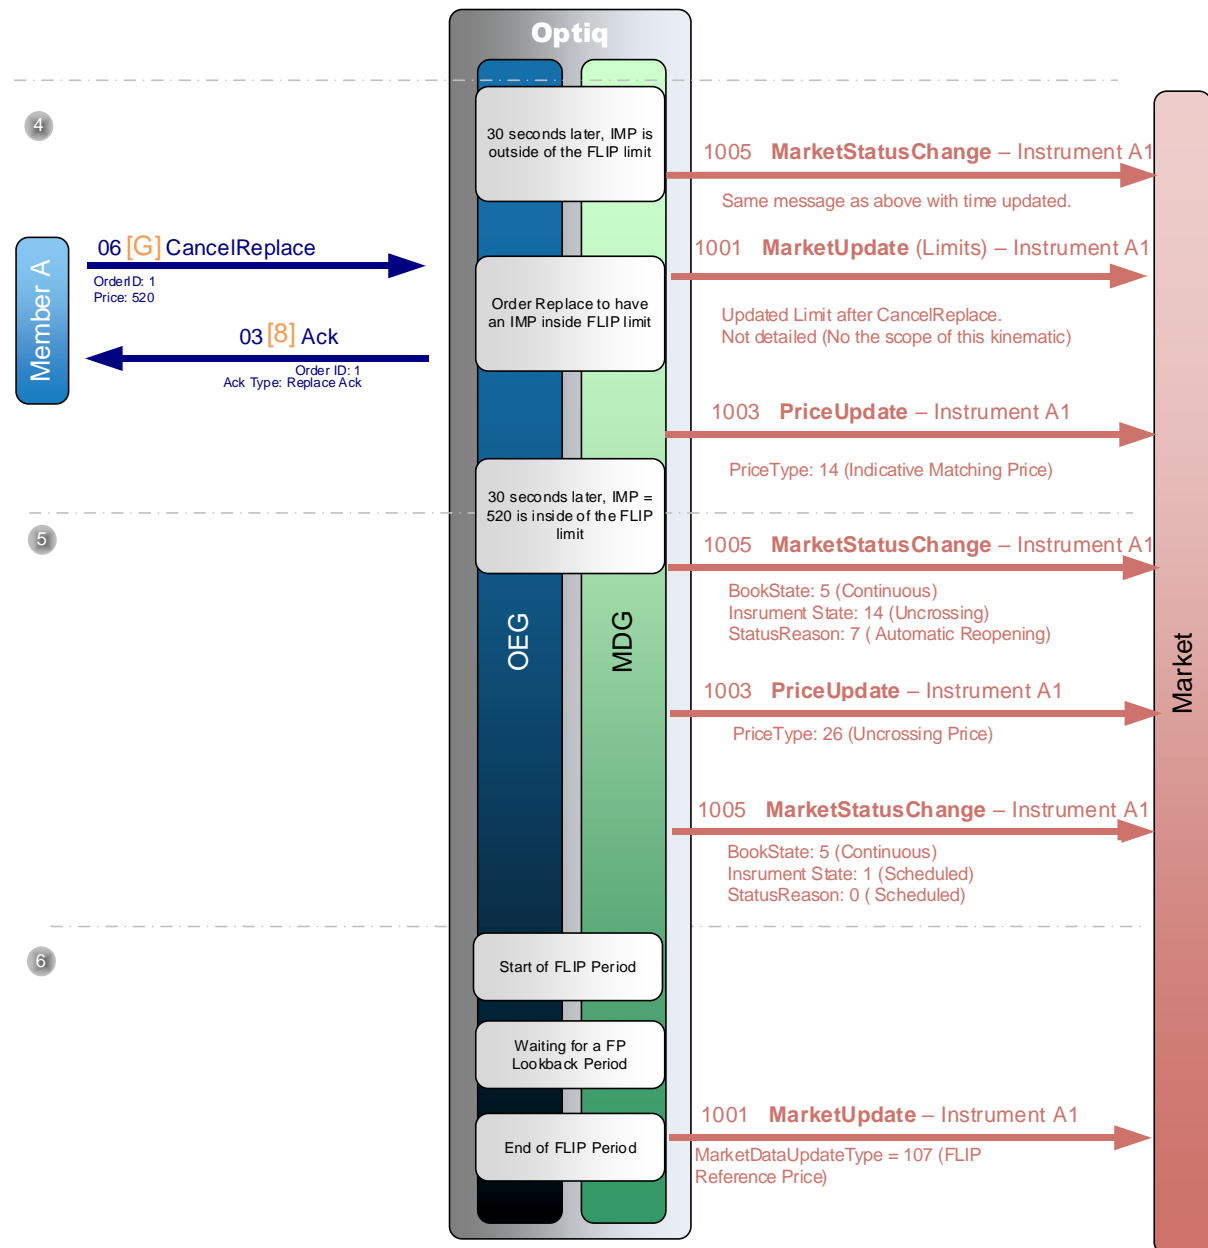 Optiq
4
30 seconds later, IMP is
outside of the FLIP limit
1005 MarketStatusChange – Instrument A1
Same message as above with time updated.
Member A
06 [G] CancelReplace
OrderID: 1
Price: 520
1001 MarketUpdate (Limits) – Instrument A1
Order Replace to have
an IMP inside FLIP limit
Updated Limit after CancelReplace.
Not detailed (No the scope of this kinematic)
03 [8] Ack
Order ID: 1
Ack Type: Replace Ack
1003 PriceUpdate – Instrument A1
PriceType: 14 (Indicative Matching Price)
30 seconds later, IMP =
520 is inside of the FLIP
limit
5
1005 MarketStatusChange – Instrument A1
BookState: 5 (Continuous)
Insrument State: 14 (Uncrossing)
StatusReason: 7 ( Automatic Reopening)
OEG
MDG
Market
1003 PriceUpdate – Instrument A1
PriceType: 26 (Uncrossing Price)
1005 MarketStatusChange – Instrument A1
BookState: 5 (Continuous)
Insrument State: 1 (Scheduled)
StatusReason: 0 ( Scheduled)
6
Start of FLIP Period
Waiting for a FP
Lookback Period
End of FLIP Period
1001 MarketUpdate – Instrument A1
MarketDataUpdateType = 107 (FLIP
Reference Price)